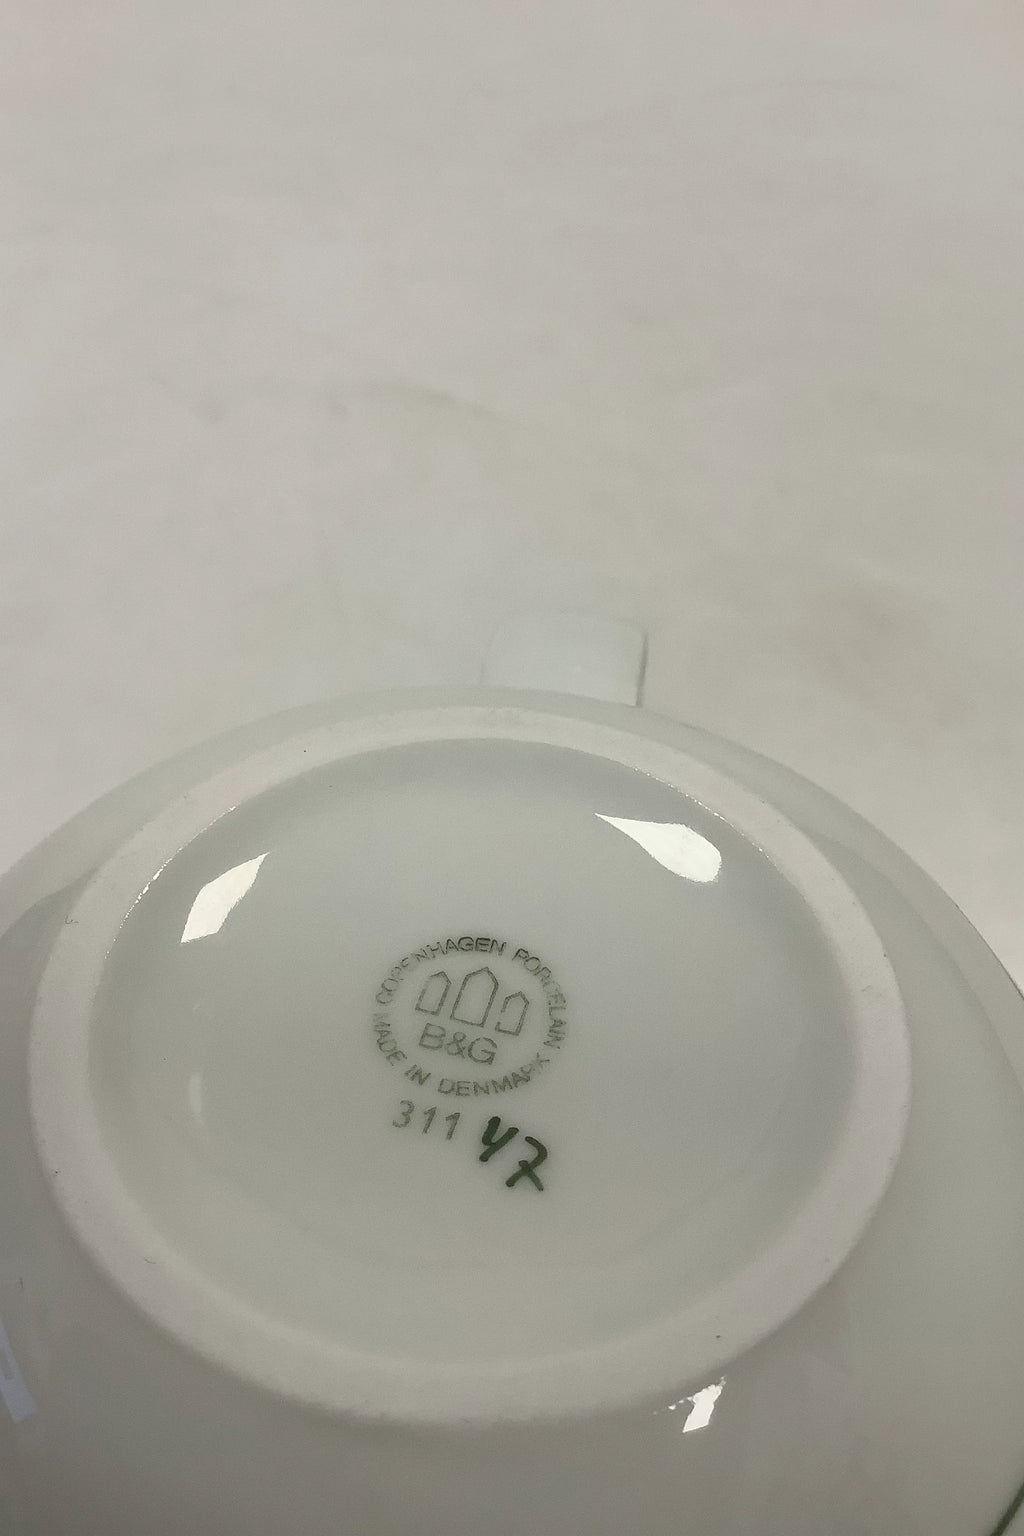 COPENHAGEN PORCELAIN
B&G
MADE IN DENMARK
311 47